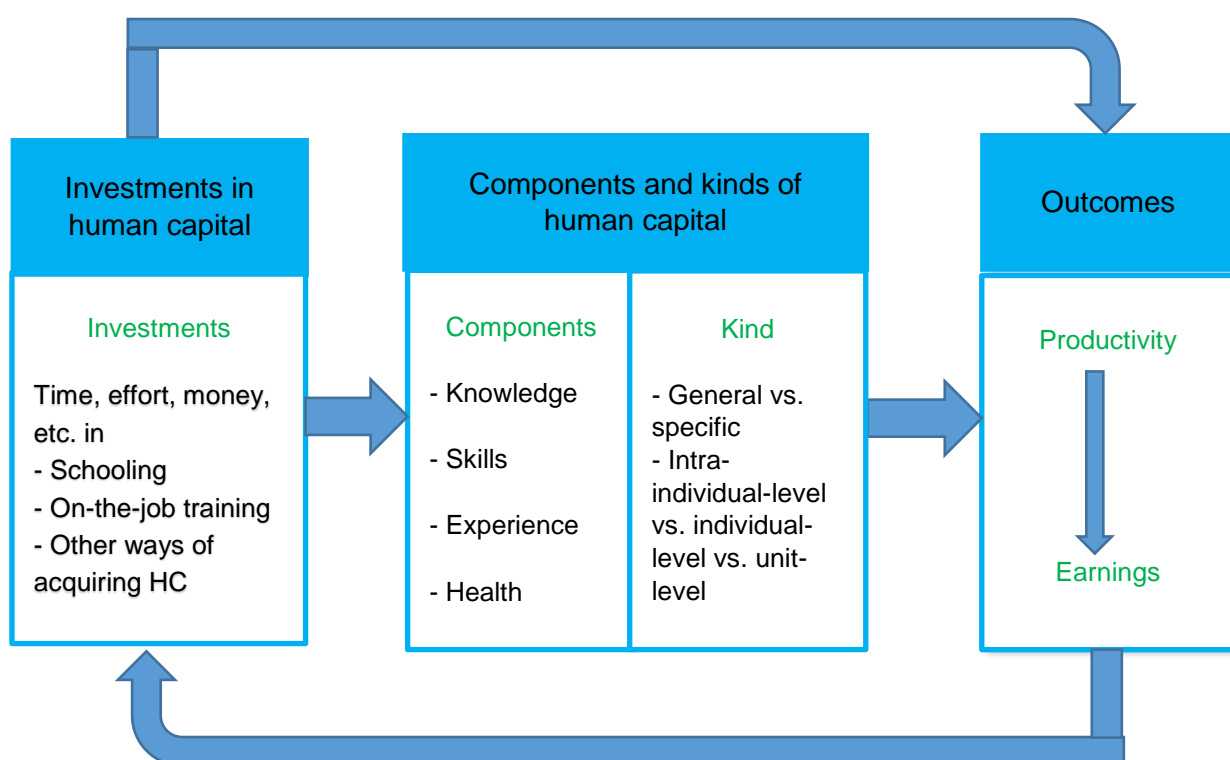 Investments in
human capital
Components and kinds of
human capital
Outcomes
Investments
Time, effort, money,
etc. in
- Schooling
- On-the-job training
- Other ways of
acquiring HC
Components
- Knowledge
- Skills
- Experience
- Health
Kind
- General vs.
specific
- Intra-
individual-level
vs. individual-
level vs. unit-
level
Productivity
Earnings